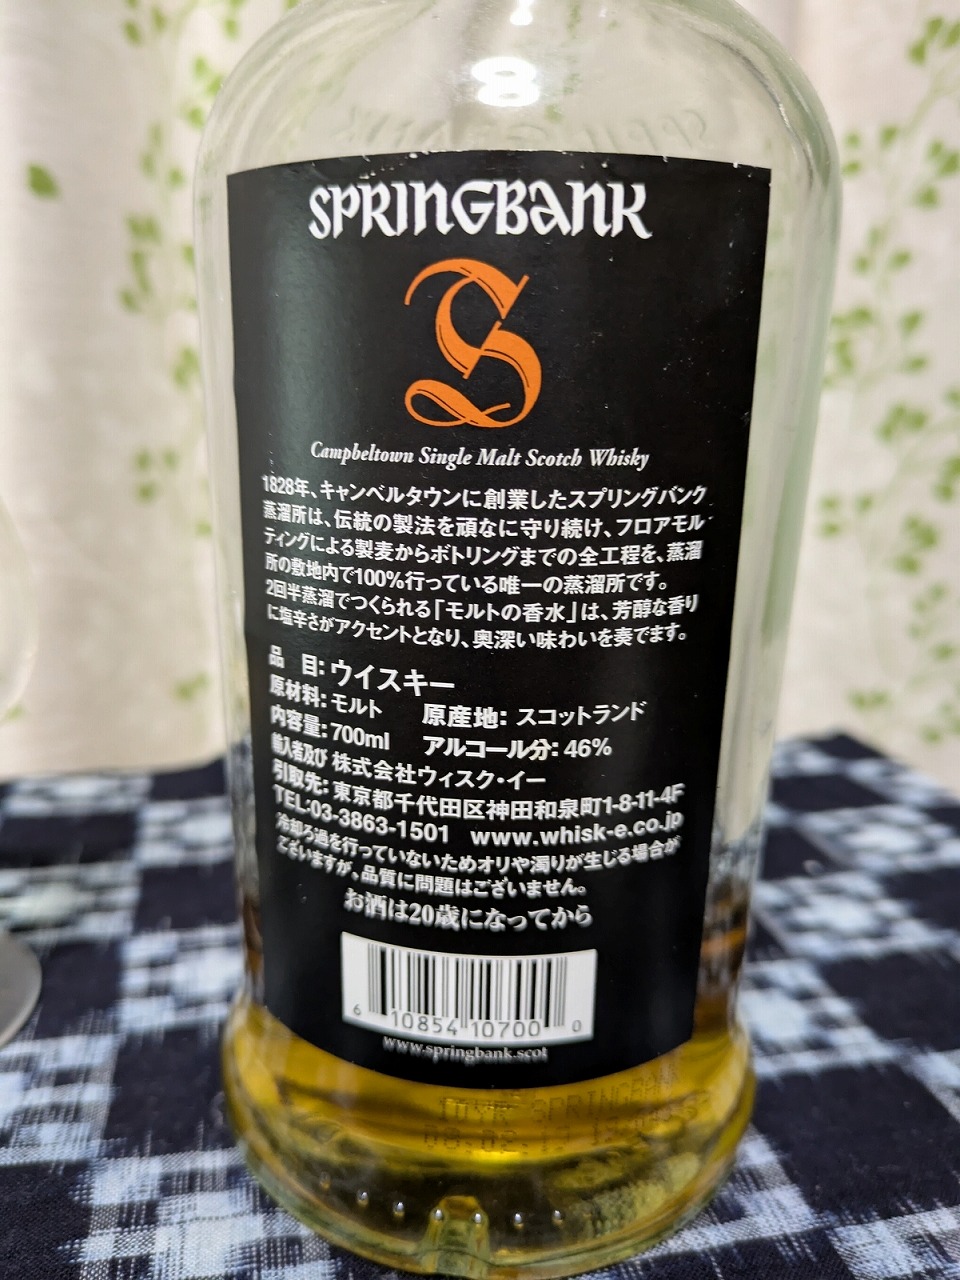 SPRINGBANK
S
Campbeltown Single Malt Scotch Whisky
1828年、キャンベルタウンに創業したスプリングバンク
蒸溜所は、伝統の製法を頑なに守り続け、フロアモル
ティングによる製麦からボトリングまでの全工程を、蒸溜
所の敷地内で100%行っている唯一の蒸溜所です。
2回半蒸溜でつくられる「モルトの香水」は、芳醇な香り
に塩辛さがアクセントとなり、奥深い味わいを奏でます。
品 目: ウイスキー
原材料: モルト 原産地: スコットランド
内容量: 700ml アルコール分: 46%
輸入者及び 株式会社ウィスク・イー
引取先: 東京都千代田区神田和泉町1-8-11-4F
TEL:03-3863-1501 www.whisk-e.co.jp
冷却ろ過を行っていないためオリや濁りが生じる場合が
ございますが、品質に問題はございません。
お酒は20歳になってから
6 10854 10700 0
www.springbank.scot
10YR SPRINGBANK